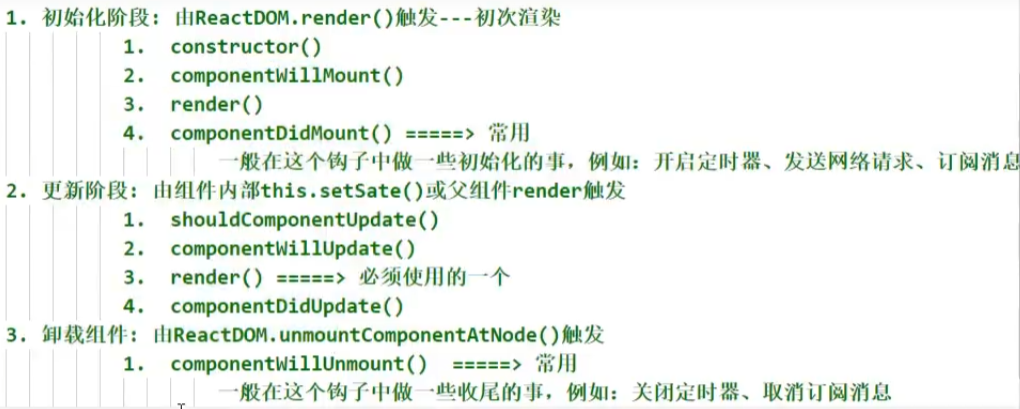 1. 初始化阶段: 由ReactDOM.render()触发---初次渲染
1. constructor()
2. componentWillMount()
3. render()
4. componentDidMount() =====> 常用
一般在这个钩子中做一些初始化的事，例如：开启定时器、发送网络请求、订阅消息
2. 更新阶段: 由组件内部this.setSate()或父组件render触发
1. shouldComponentUpdate()
2. componentWillUpdate()
3. render() =====> 必须使用的一个
4. componentDidUpdate()
3. 卸载组件: 由ReactDOM.unmountComponentAtNode()触发
1. componentWillUnmount() =====> 常用
一般在这个钩子中做一些收尾的事，例如：关闭定时器、取消订阅消息